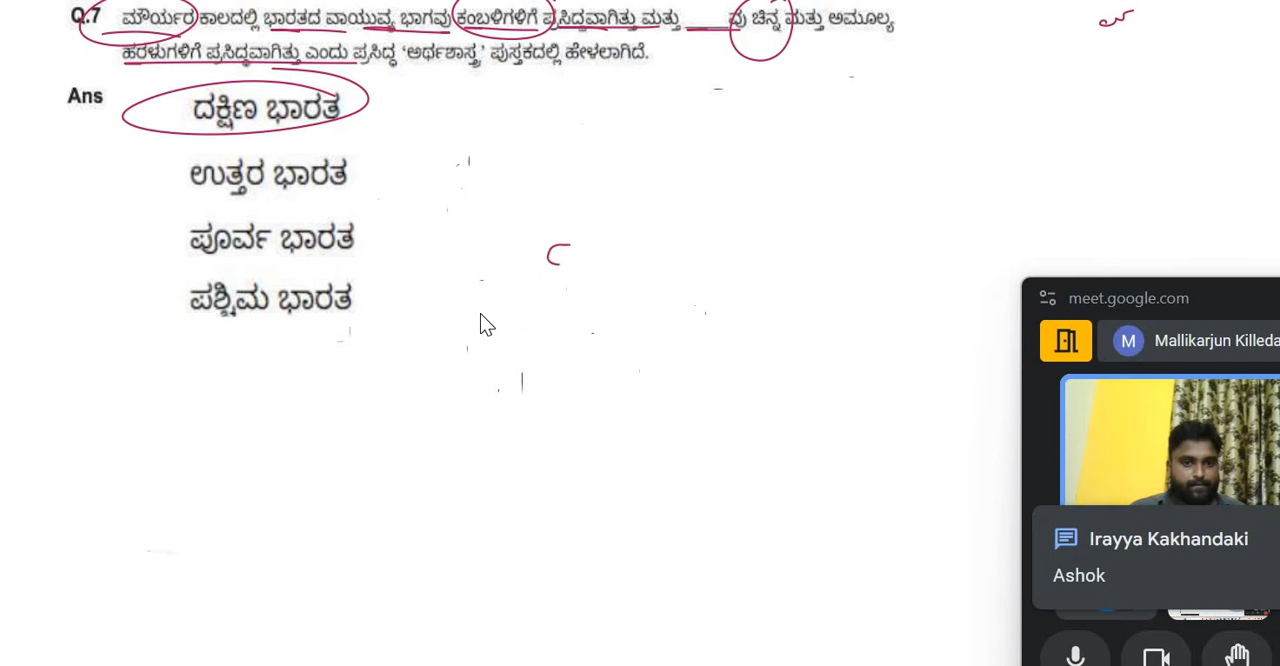 Q.7 ಮೌರ್ಯರ ಕಾಲದಲ್ಲಿ ಭಾರತದ ವಾಯುವ್ಯ ಭಾಗವು ಕಂಬಳಿಗಳಿಗೆ ಪ್ರಸಿದ್ಧವಾಗಿತ್ತು ಮತ್ತು ____ವು ಚಿನ್ನ ಮತ್ತು ಅಮೂಲ್ಯ
ಹರಳುಗಳಿಗೆ ಪ್ರಸಿದ್ಧವಾಗಿತ್ತು ಎಂದು ಪ್ರಸಿದ್ಧ ‘ಅರ್ಥಶಾಸ್ತ್ರ’ ಪುಸ್ತಕದಲ್ಲಿ ಹೇಳಲಾಗಿದೆ.
Ans ದಕ್ಷಿಣ ಭಾರತ
ಉತ್ತರ ಭಾರತ
ಪೂರ್ವ ಭಾರತ
ಪಶ್ಚಿಮ ಭಾರತ
meet.google.com
M Mallikarjun Killeda
Irayya Kakhandaki
Ashok